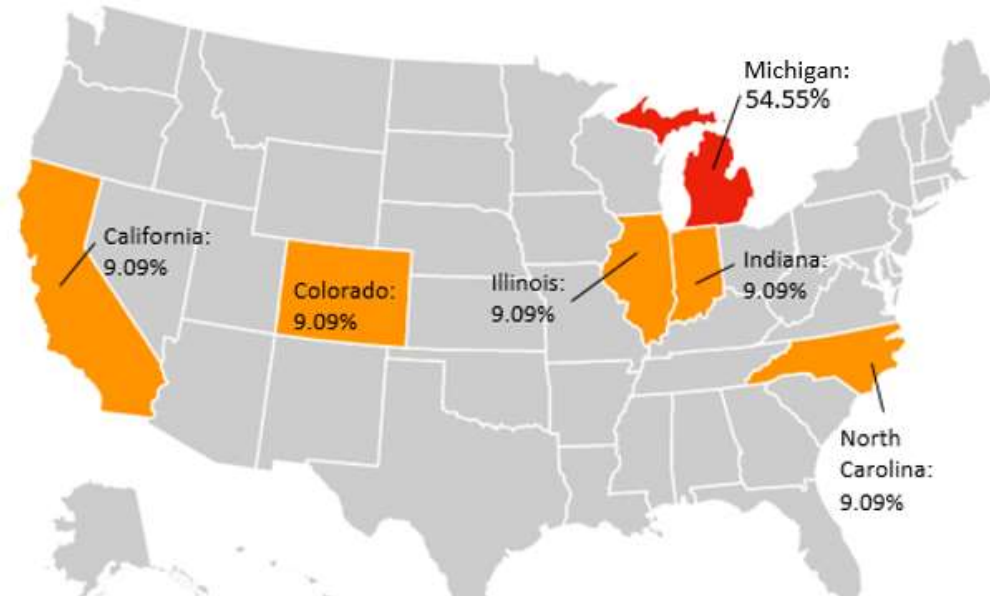 Michigan:
54.55%
California:
9.09%
Colorado:
9.09%
Illinois:
9.09%
Indiana:
9.09%
North
Carolina:
9.09%